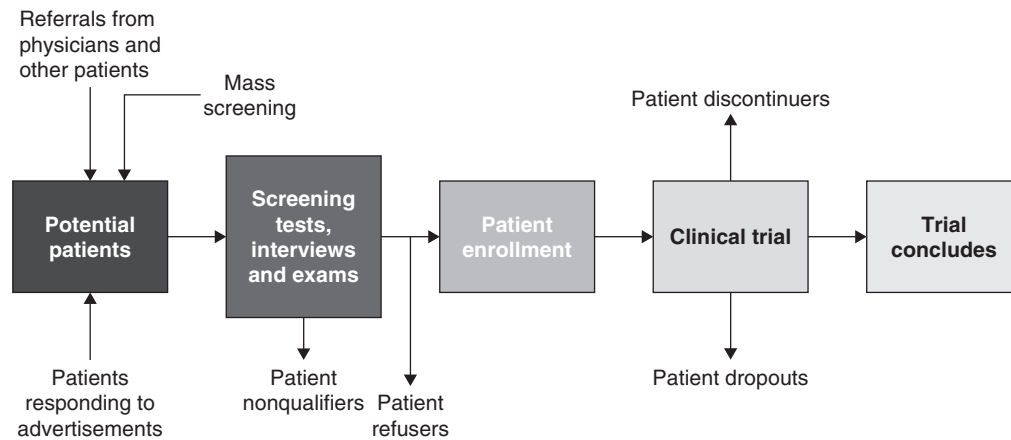 Referrals from
physicians and
other patients
Mass
screening
Patient discontinuers
Potential
patients
Screening
tests,
interviews
and exams
Patient
enrollment
Clinical trial
Trial
concludes
Patients
responding to
advertisements
Patient
nonqualifiers
Patient
refusers
Patient dropouts